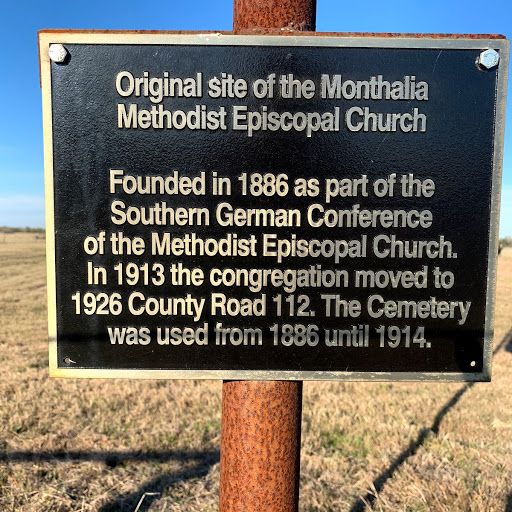 Original site of the Monthalia
Methodist Episcopal Church
Founded in 1886 as part of the
Southern German Conference
of the Methodist Episcopal Church.
In 1913 the congregation moved to
1926 County Road 112. The Cemetery
was used from 1886 until 1914.